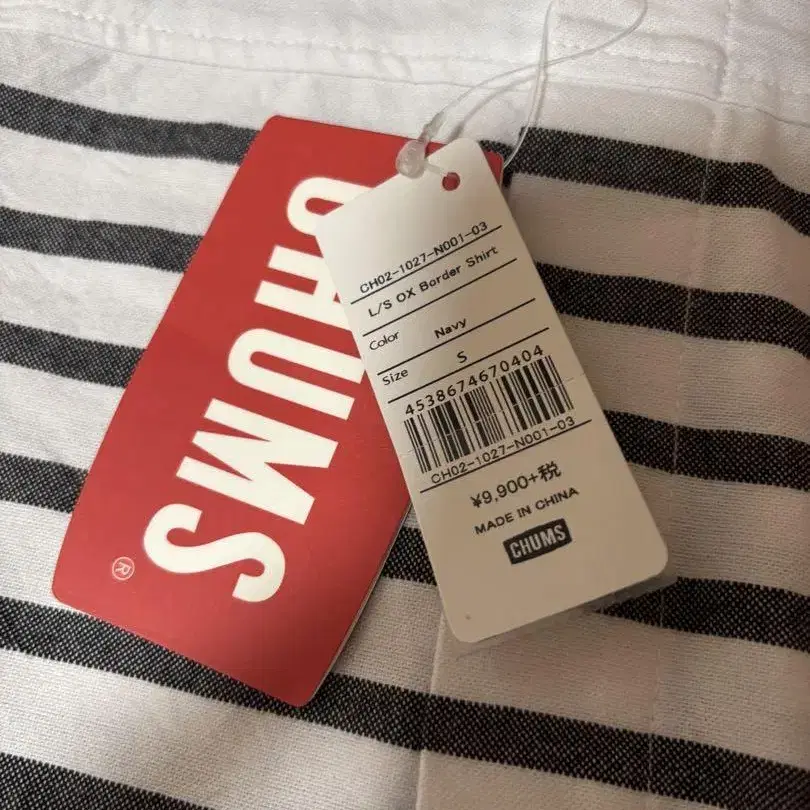 CHUMS
®
CH02-1027-N001-03
L/S OX Border Shirt
Color Navy
Size S
4538674670404
CH02-1027-N001-03
¥9,900+税
MADE IN CHINA
CHUMS